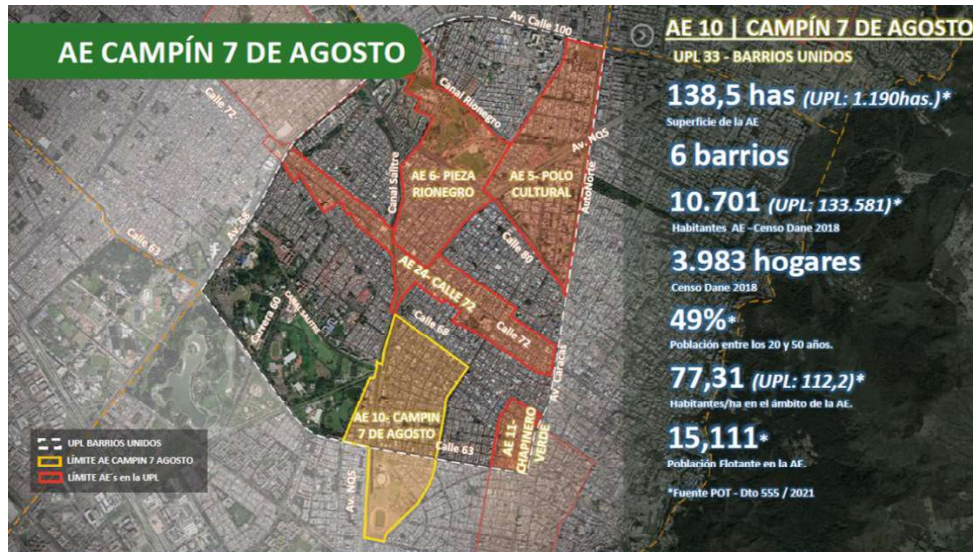 AE CAMPÍN 7 DE AGOSTO
AE 10 | CAMPÍN 7 DE AGOSTO
UPL 33 - BARRIOS UNIDOS
138,5 has (UPL: 1.190has.)*
Superficie de la AE
6 barrios
10.701 (UPL: 133.581)*
Habitantes AE –Censo Dane 2018
3.983 hogares
Censo Dane 2018
49%*
Población entre los 20 y 50 años.
77,31 (UPL: 112,2)*
Habitantes/ha en el ámbito de la AE.
15,111*
Población Flotante en la AE.
*Fuente POT - Dto 555 / 2021
Av. Calle 100
Calle 72
Canal Rionegro
Av. NQS
AE 6- PIEZA
RIONEGRO
AE 5- POLO
CULTURAL
Canal Salitre
AutoNorte
Av. 68
Calle 63
Calle 80
AE 24- CALLE 72
Carrera 60
CANAL SALITRE
Calle 68
Calle 72
Av. Caracas
AE 10- CAMPIN
7 DE AGOSTO
AE 11-
CHAPINERO
VERDE
Calle 63
Av. NQS
UPL BARRIOS UNIDOS
LÍMITE AE CAMPIN 7 AGOSTO
LÍMITE AE´s en la UPL